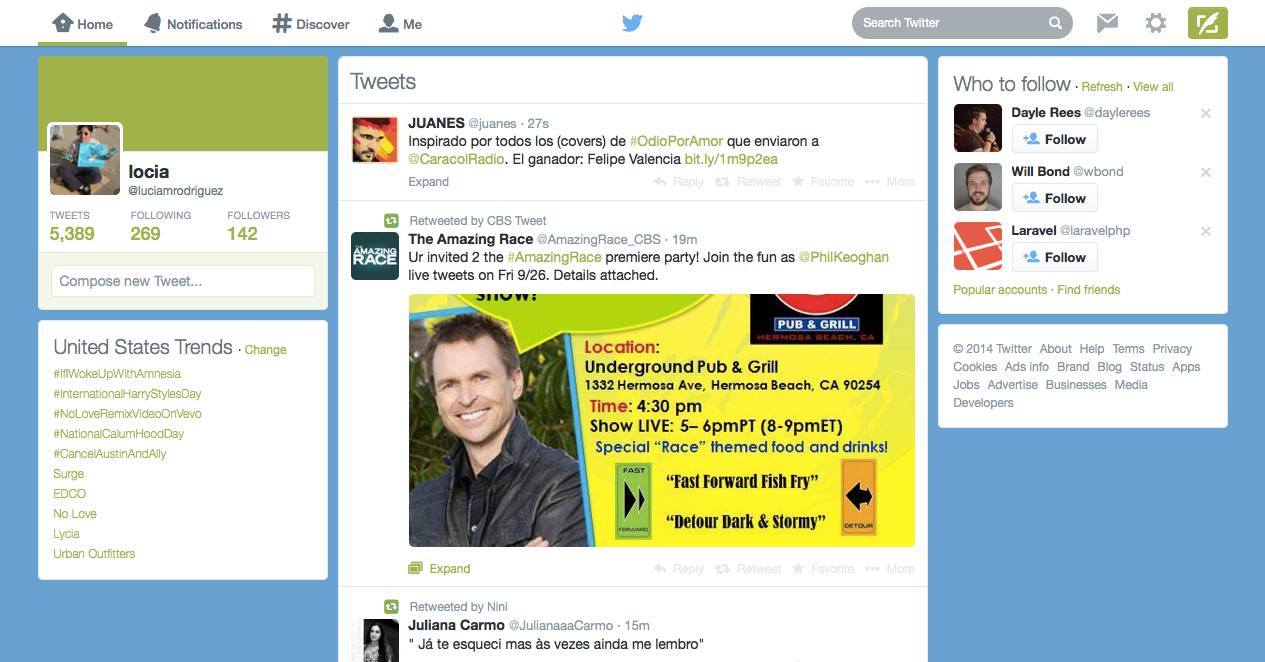 Home Notifications Discover Me Search Twitter
locia
@luciamrodriguez
TWEETS FOLLOWING FOLLOWERS
5,389 269 142
Compose new Tweet...
United States Trends · Change
#IfIWokeUpWithAmnesia
#InternationalHarryStylesDay
#NoLoveRemixVideoOnVevo
#NationalCalumHoodDay
#CancelAustinAndAlly
Surge
EDCO
No Love
Lycia
Urban Outfitters
Tweets
JUANES @juanes · 27s
Inspirado por todos los (covers) de #OdioPorAmor que enviaron a
@CaracolRadio. El ganador: Felipe Valencia bit.ly/1m9p2ea
Expand Reply Retweet Favorite More
Retweeted by CBS Tweet
THE AMAZING RACE
The Amazing Race @AmazingRace_CBS · 19m
Ur invited 2 the #AmazingRace premiere party! Join the fun as @PhilKeoghan
live tweets on Fri 9/26. Details attached.
show!
PUB & GRILL
HERMOSA BEACH, CA
Location:
Underground Pub & Grill
1332 Hermosa Ave, Hermosa Beach, CA 90254
Time: 4:30 pm
Show LIVE: 5– 6pmPT (8-9pmET)
Special “Race” themed food and drinks!
FAST
FORWARD
“Fast Forward Fish Fry”
“Detour Dark & Stormy”
DETOUR
Expand Reply Retweet Favorite More
Retweeted by Nini
Juliana Carmo @JulianaaaCarmo · 15m
" Já te esqueci mas às vezes ainda me lembro"
Who to follow · Refresh · View all
Dayle Rees @daylerees
Follow
Will Bond @wbond
Follow
Laravel @laravelphp
Follow
Popular accounts · Find friends
© 2014 Twitter About Help Terms Privacy
Cookies Ads info Brand Blog Status Apps
Jobs Advertise Businesses Media
Developers